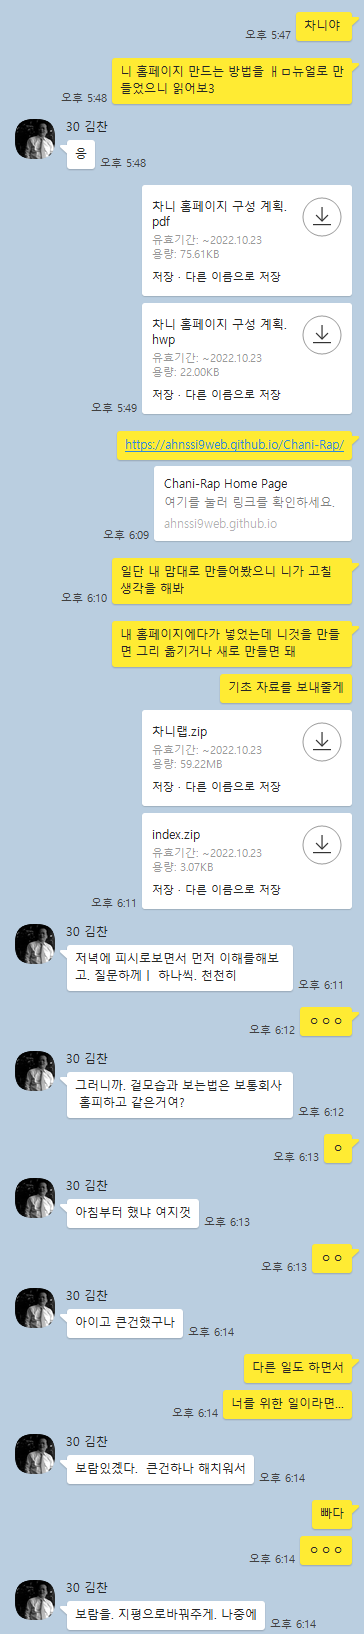 차니야
오후 5:47
니 홈페이지 만드는 방법을 ㅐㅁ뉴얼로 만
들었으니 읽어보3
오후 5:48
30 김찬
응
오후 5:48
차니 홈페이지 구성 계획.
pdf
유효기간: ~2022.10.23
용량: 75.61KB
저장 · 다른 이름으로 저장
차니 홈페이지 구성 계획.
hwp
유효기간: ~2022.10.23
용량: 22.00KB
저장 · 다른 이름으로 저장
오후 5:49
https://ahnssi9web.github.io/Chani-Rap/
Chani-Rap Home Page
여기를 눌러 링크를 확인하세요.
ahnssi9web.github.io
오후 6:09
일단 내 맘대로 만들어봤으니 니가 고칠
생각을 해봐
오후 6:10
내 홈페이지에다가 넣었는데 니것을 만들
면 그리 옮기거나 새로 만들면 돼
기초 자료를 보내줄게
차니랩.zip
유효기간: ~2022.10.23
용량: 59.22MB
저장 · 다른 이름으로 저장
index.zip
유효기간: ~2022.10.23
용량: 3.07KB
저장 · 다른 이름으로 저장
오후 6:11
30 김찬
저녁에 피시로보면서 먼저 이해를해보
고. 질문하께ㅣ 하나씩. 천천히
오후 6:11
ㅇㅇㅇ
오후 6:12
30 김찬
그러니까. 겉모습과 보는법은 보통회사
홈피하고 같은거여?
오후 6:12
ㅇ
오후 6:13
30 김찬
아침부터 했냐 여지껏
오후 6:13
ㅇㅇ
오후 6:13
30 김찬
아이고 큰건했구나
오후 6:14
다른 일도 하면서
너를 위한 일이라면...
오후 6:14
30 김찬
보람있곘다. 큰건하나 해치워서
오후 6:14
빠다
ㅇㅇㅇ
오후 6:14
30 김찬
보람을. 지평으로바꿔주게. 나중에
오후 6:14